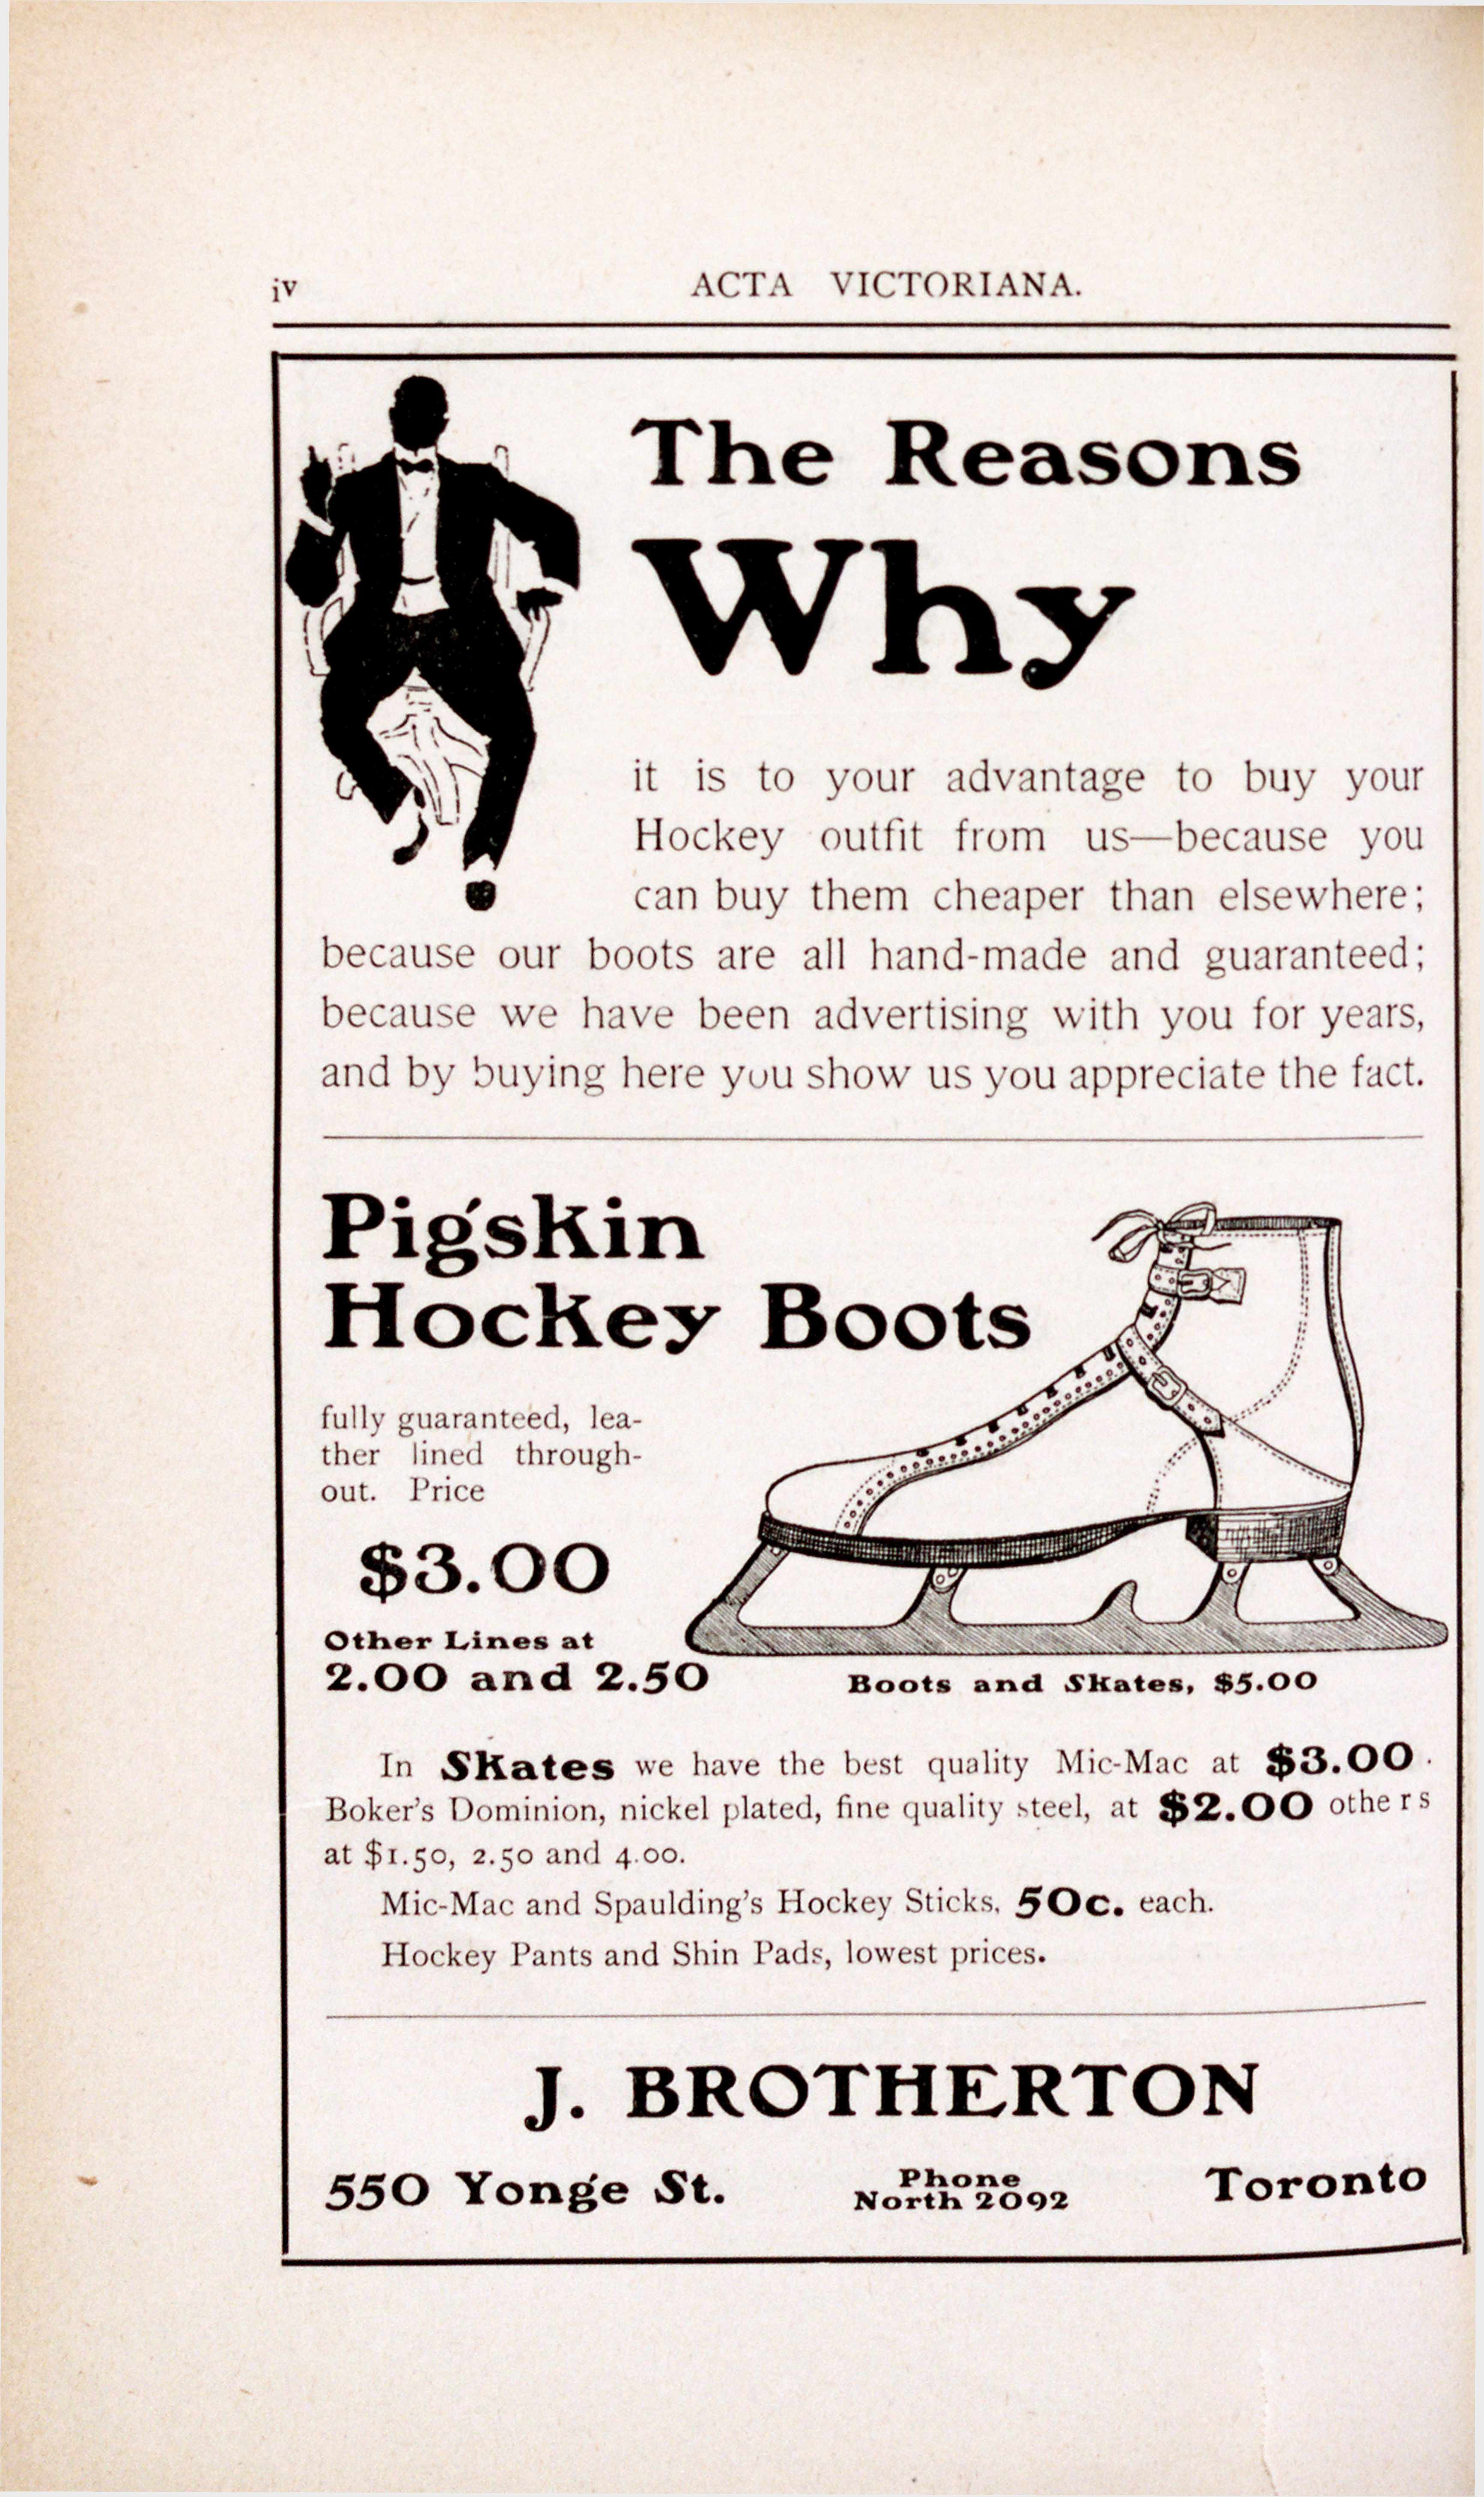 iv
ACTA VICTORIANA.
The Reasons
Why
it is to your advantage to buy your
Hockey outfit from us—because you
can buy them cheaper than elsewhere;
because our boots are all hand-made and guaranteed;
because we have been advertising with you for years,
and by buying here you show us you appreciate the fact.
Pigskin
Hockey Boots
fully guaranteed, lea-
ther lined through-
out. Price
$3.00
Other Lines at
2.00 and 2.50
Boots and Skates, $5.00
In Skates we have the best quality Mic-Mac at $3.00.
Boker's Dominion, nickel plated, fine quality steel, at $2.00 others
at $1.50, 2.50 and 4.00.
Mic-Mac and Spaulding's Hockey Sticks, 50c. each.
Hockey Pants and Shin Pads, lowest prices.
J. BROTHERTON
550 Yonge St.
Phone
North 2092
Toronto